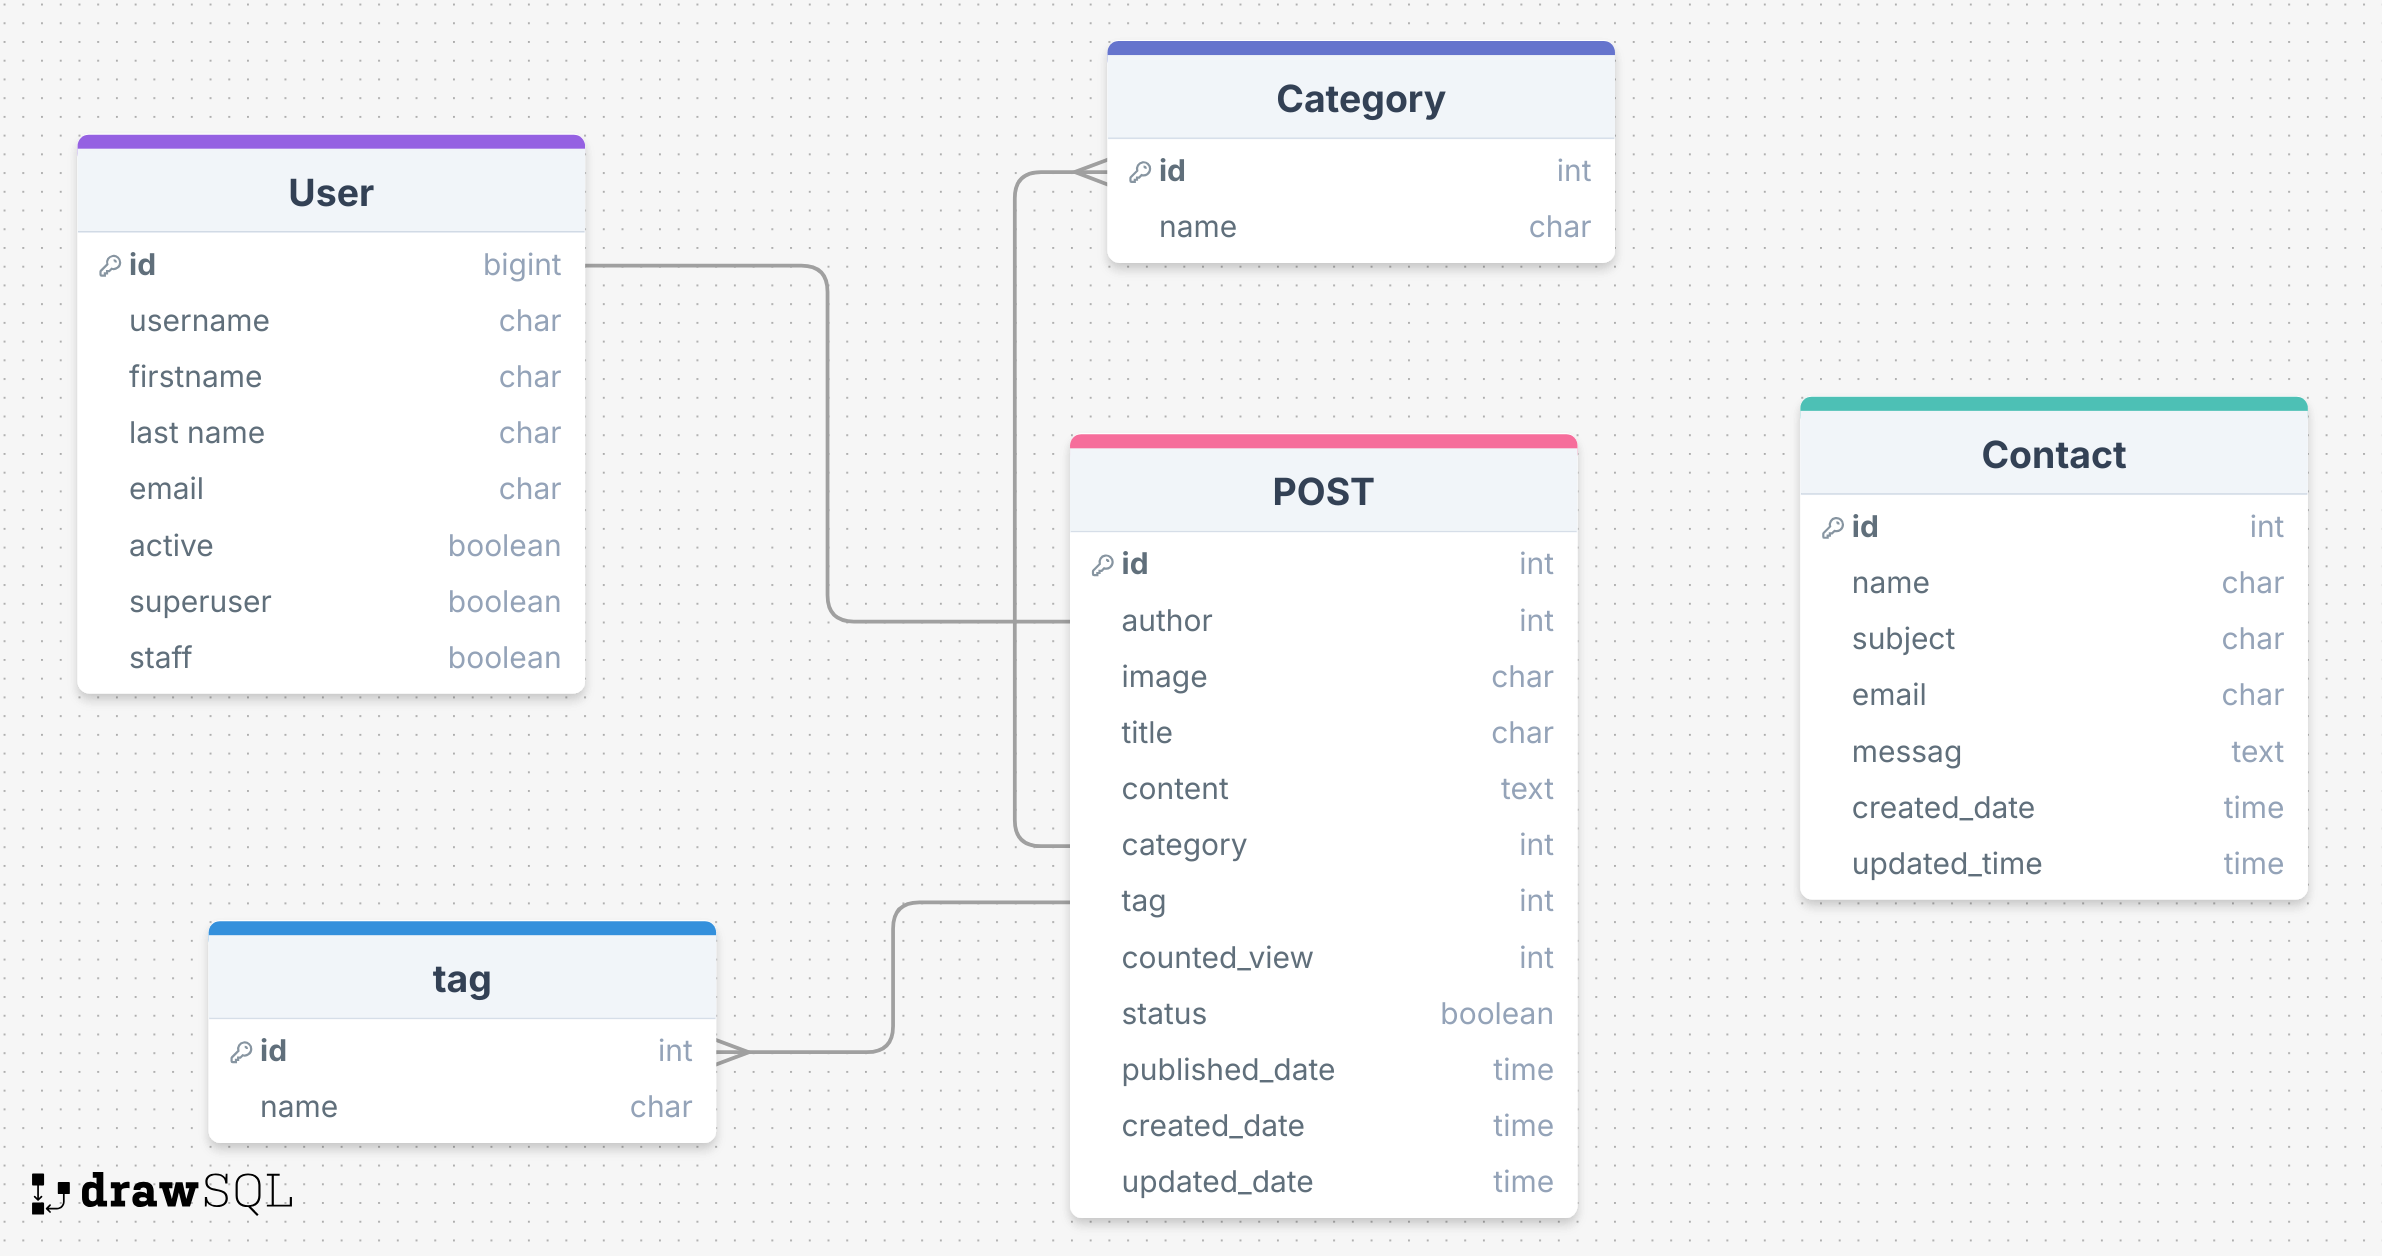 Category
id int
name char
User
id bigint
username char
firstname char
last name char
email char
active boolean
superuser boolean
staff boolean
POST
id int
author int
image char
title char
content text
category int
tag int
counted_view int
status boolean
published_date time
created_date time
updated_date time
Contact
id int
name char
subject char
email char
messag text
created_date time
updated_time time
tag
id int
name char
drawSQL